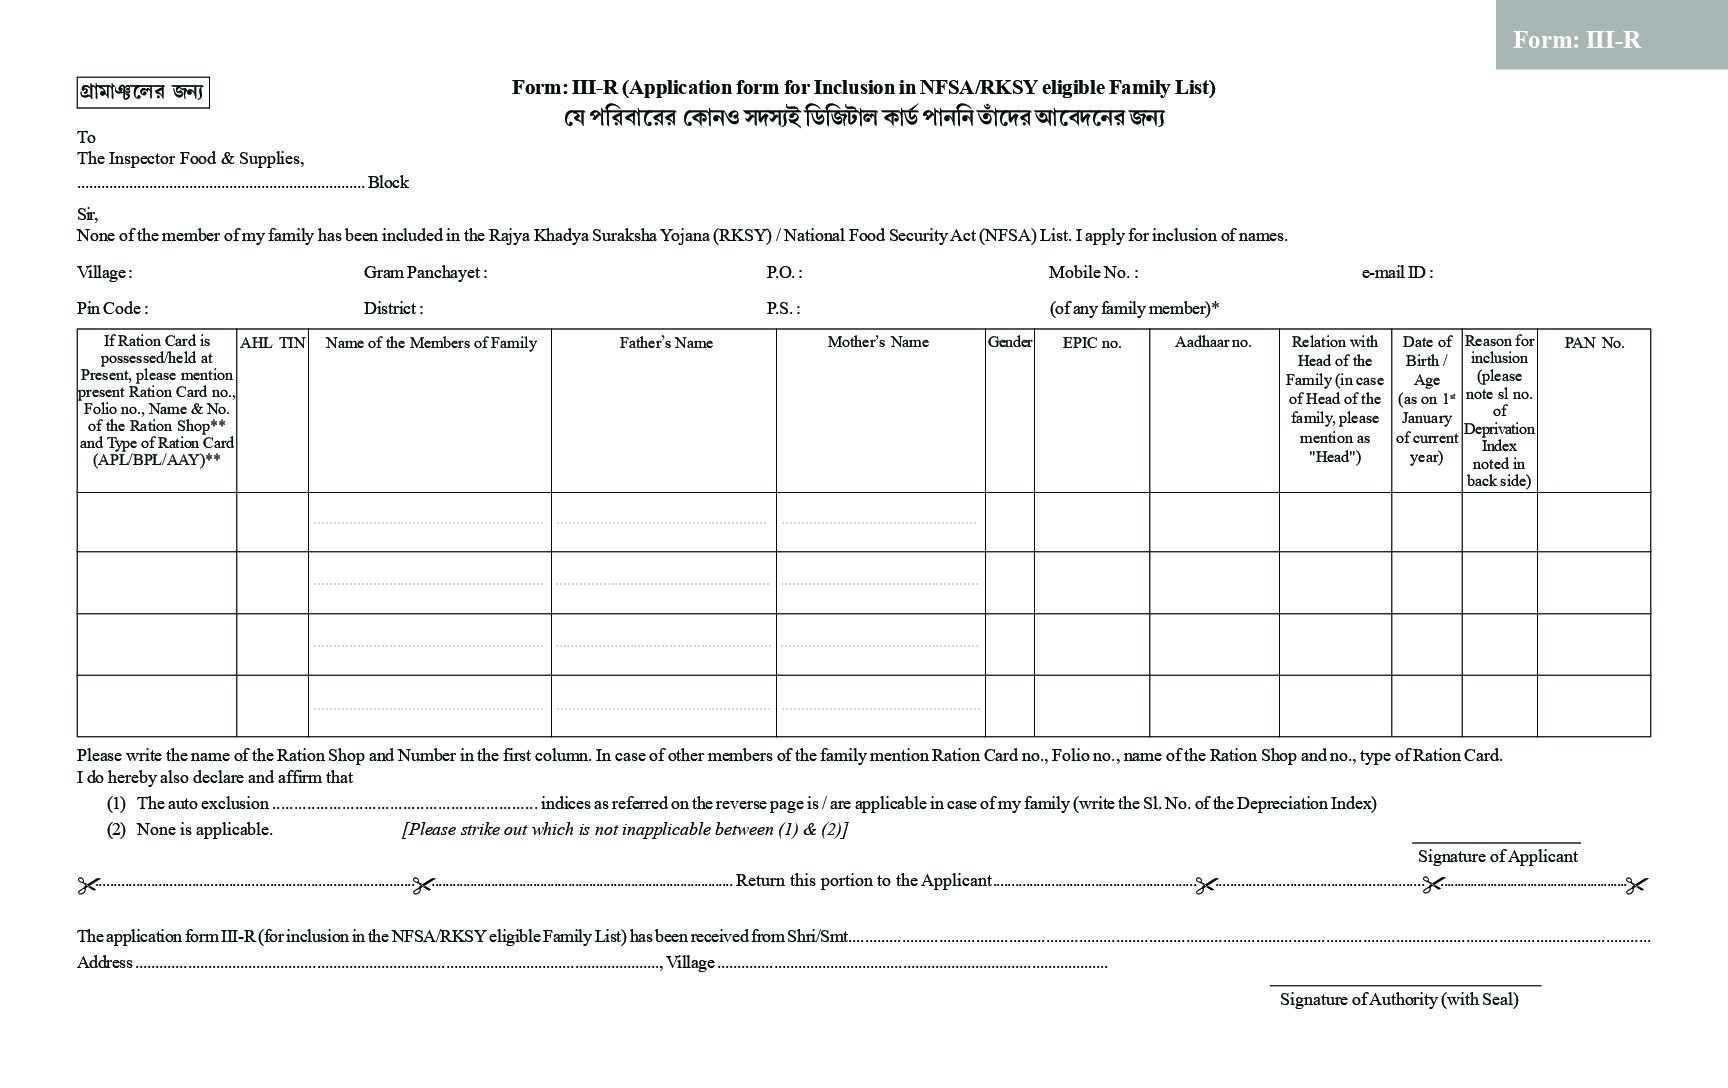 Form: III-R
গ্রামাঞ্চলের জন্য
Form: III-R (Application form for Inclusion in NFSA/RKSY eligible Family List)
যে পরিবারের কোনও সদস্যই ডিজিটাল কার্ড পাননি তাঁদের আবেদনের জন্য
To
The Inspector Food & Supplies,
........................................................................ Block
Sir,
None of the member of my family has been included in the Rajya Khadya Suraksha Yojana (RKSY) / National Food Security Act (NFSA) List. I apply for inclusion of names.
Village : Gram Panchayet : P.O. : Mobile No. : e-mail ID :
Pin Code : District : P.S. : (of any family member)*
If Ration Card is
possessed/held at
Present, please mention
present Ration Card no.,
Folio no., Name & No.
of the Ration Shop**
and Type of Ration Card
(APL/BPL/AAY)**
AHL TIN
Name of the Members of Family
Father's Name
Mother's Name
Gender
EPIC no.
Aadhaar no.
Relation with
Head of the
Family (in case
of Head of the
family, please
mention as
"Head")
Date of
Birth /
Age
(as on 1st
January
of current
year)
Reason for
inclusion
(please
note sl no.
of
Deprivation
Index
noted in
back side)
PAN No.
Please write the name of the Ration Shop and Number in the first column. In case of other members of the family mention Ration Card no., Folio no., name of the Ration Shop and no., type of Ration Card.
I do hereby also declare and affirm that
(1) The auto exclusion ............................................................. indices as referred on the reverse page is / are applicable in case of my family (write the Sl. No. of the Depreciation Index)
(2) None is applicable. [Please strike out which is not inapplicable between (1) & (2)]
Signature of Applicant
Return this portion to the Applicant
The application form III-R (for inclusion in the NFSA/RKSY eligible Family List) has been received from Shri/Smt.
Address ......................................................, Village ......................................................
Signature of Authority (with Seal)